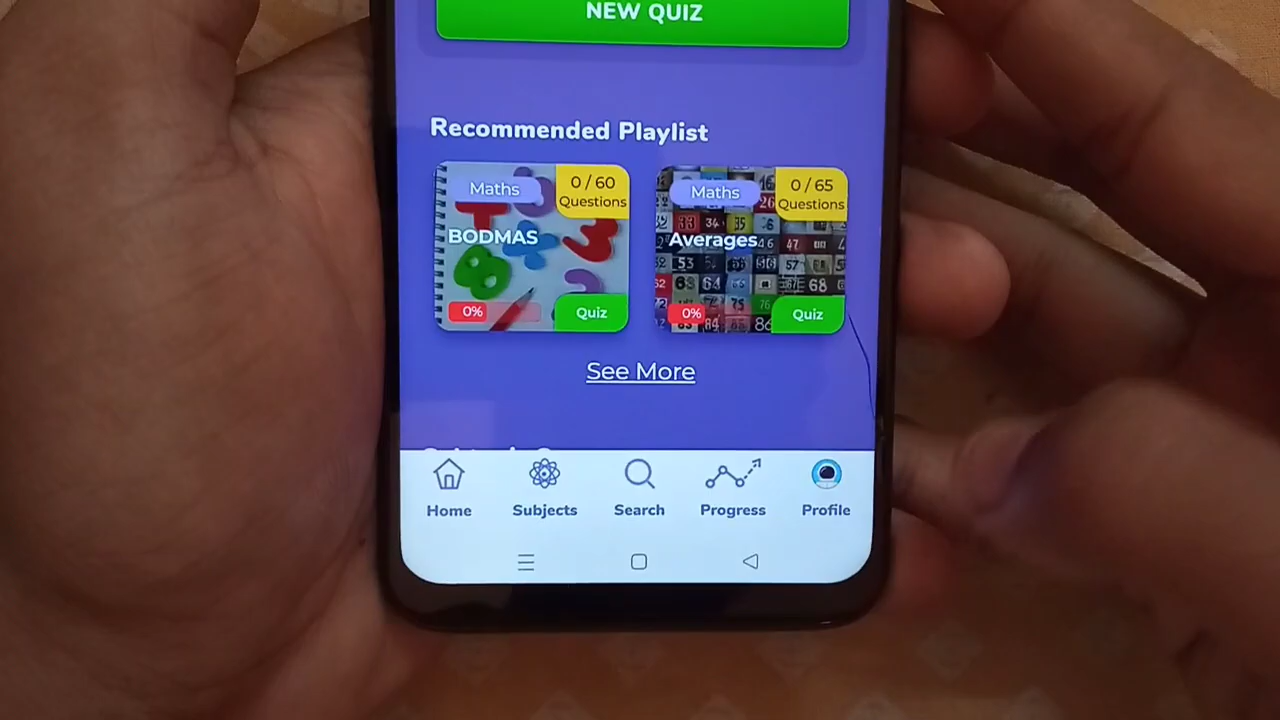 NEW QUIZ
Recommended Playlist
Maths
0 / 60
Questions
BODMAS
0%
Quiz
Maths
0 / 65
Questions
Averages
0%
Quiz
See More
Home
Subjects
Search
Progress
Profile